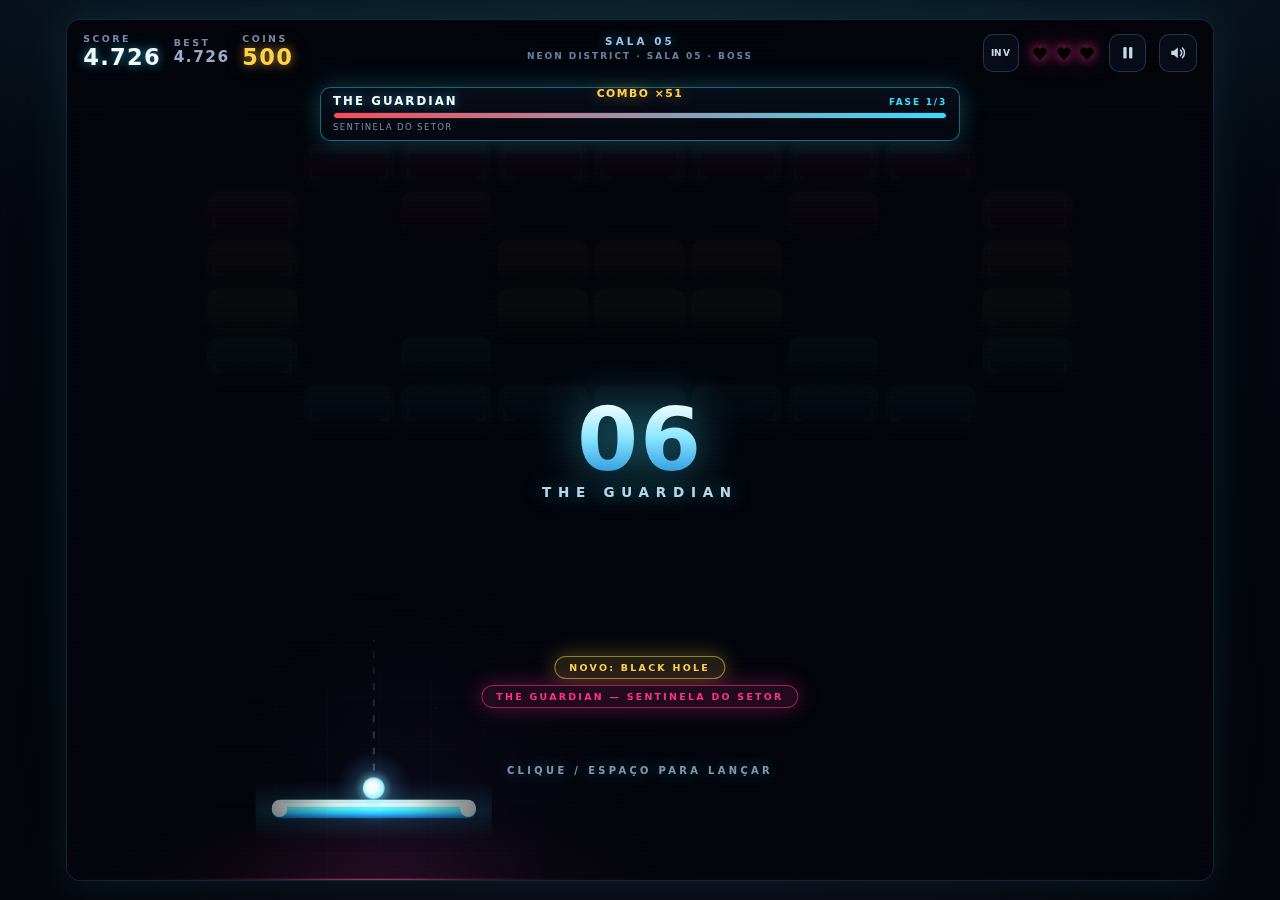 SCORE
4.726
BEST
4.726
COINS
500
SALA 05
NEON DISTRICT · SALA 05 · BOSS
INV
COMBO ×51
THE GUARDIAN
FASE 1/3
SENTINELA DO SETOR
06
THE GUARDIAN
NOVO: BLACK HOLE
THE GUARDIAN — SENTINELA DO SETOR
CLIQUE / ESPAÇO PARA LANÇAR